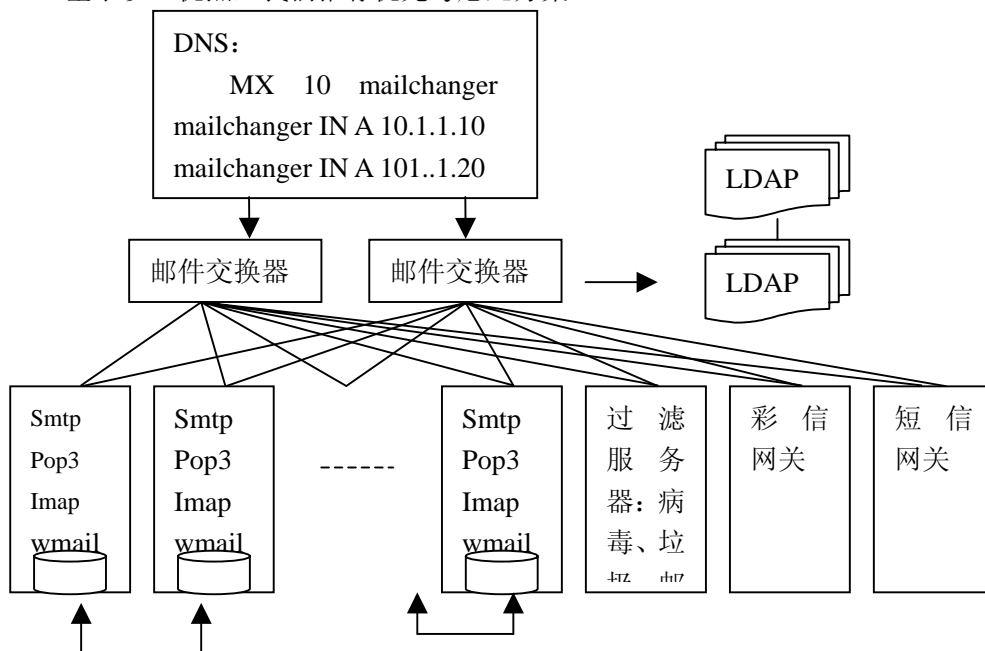 DNS：
MX 10 mailchanger
mailchanger IN A 10.1.1.10
mailchanger IN A 101..1.20
LDAP
LDAP
邮件交换器
邮件交换器
Smtp
Pop3
Imap
wmail
Smtp
Pop3
Imap
wmail
Smtp
Pop3
Imap
wmail
过滤
服务
器：病
毒、垃
彩信
网关
短信
网关